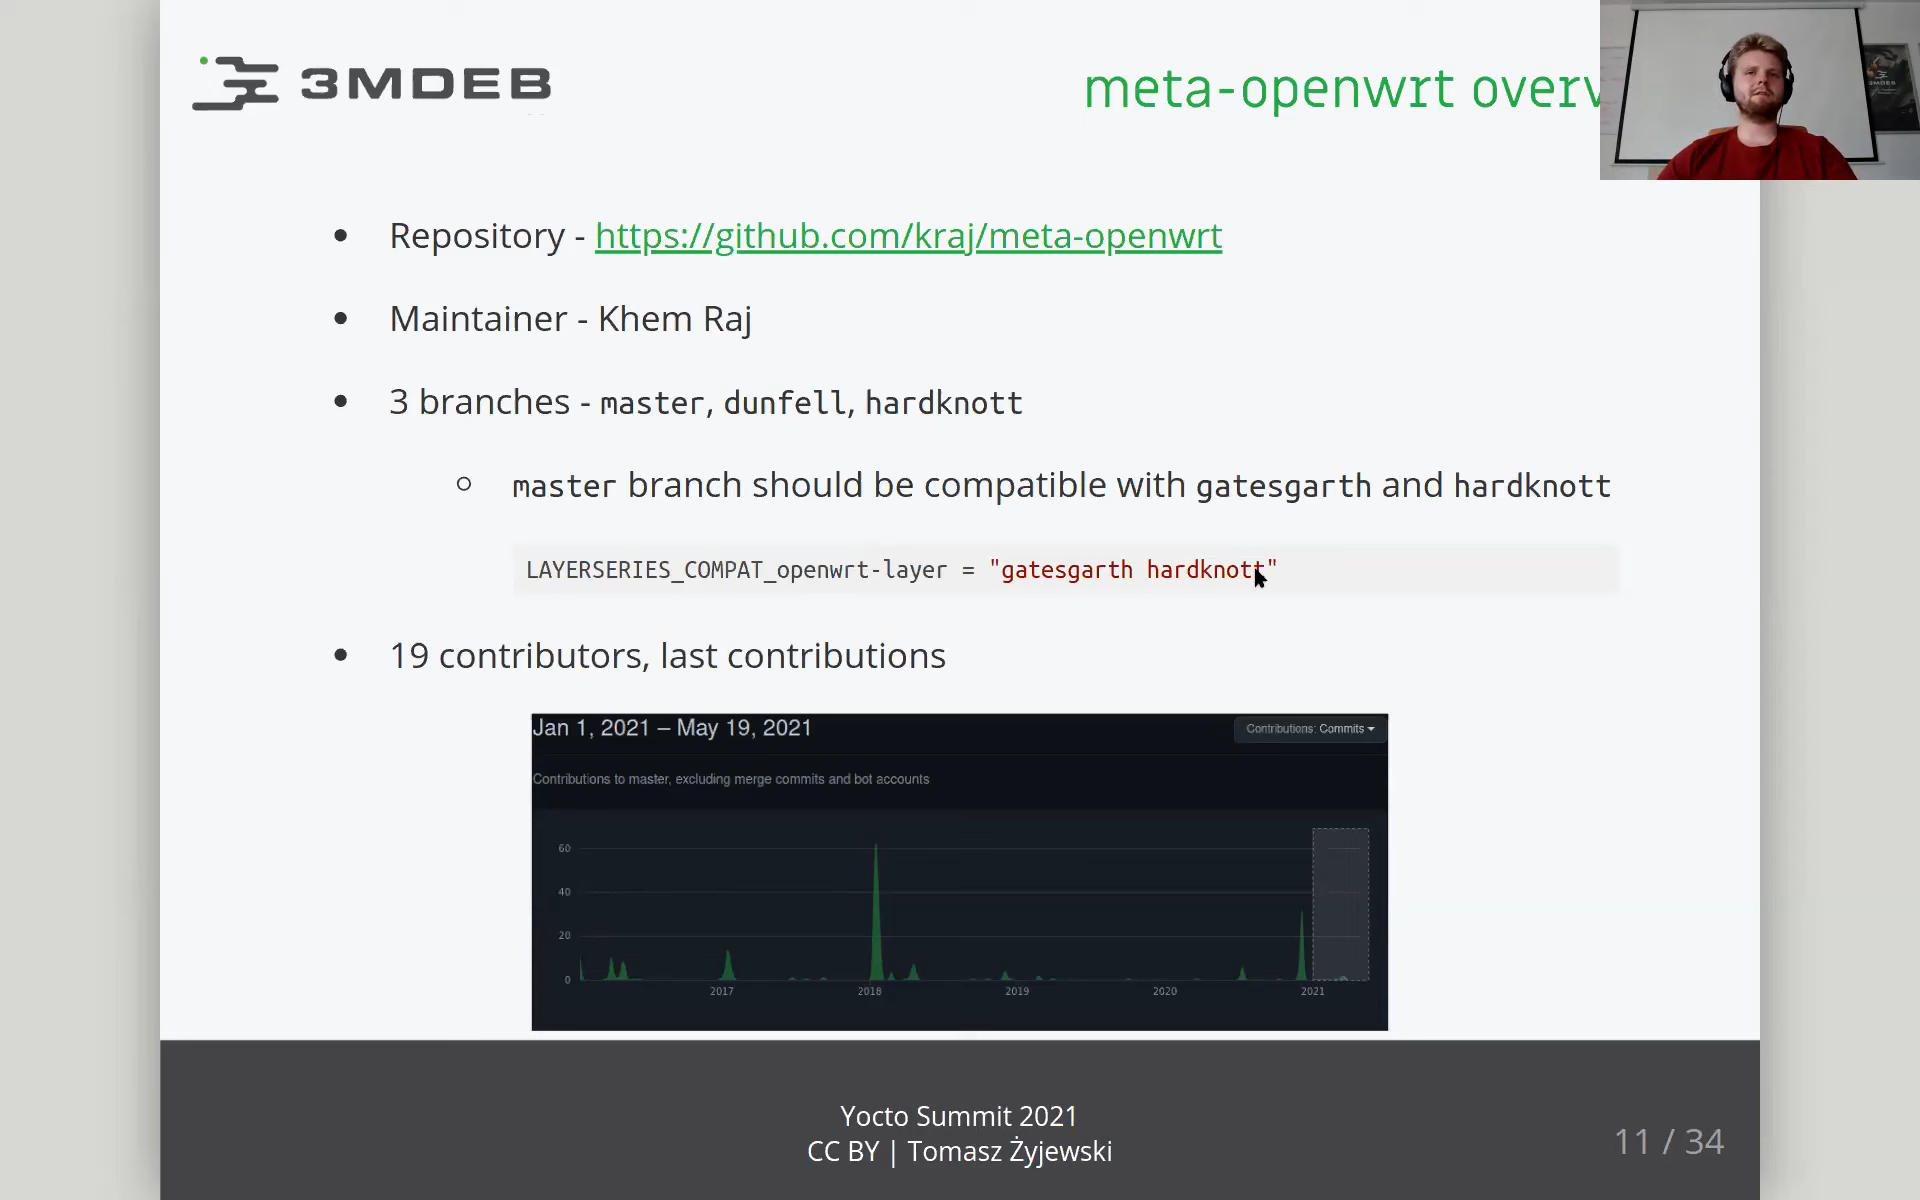 3MDEB
meta-openwrt overv
Repository - https://github.com/kraj/meta-openwrt
Maintainer - Khem Raj
3 branches - master, dunfell, hardknott
master branch should be compatible with gatesgarth and hardknott
LAYERSERIES_COMPAT_openwrt-layer = "gatesgarth hardknott"
19 contributors, last contributions
Jan 1, 2021 – May 19, 2021
Contributions: Commits
Contributions to master, excluding merge commits and bot accounts
60
40
20
0
2017 2018 2019 2020 2021
Yocto Summit 2021
CC BY | Tomasz Żyjewski
11 / 34